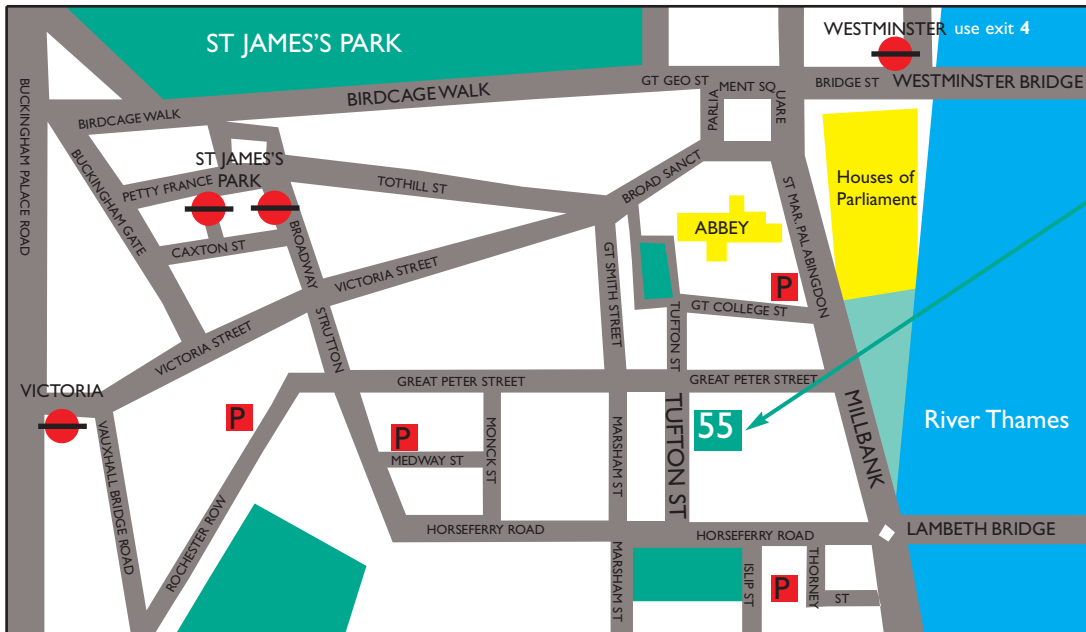 ST JAMES'S PARK
WESTMINSTER use exit 4
GT GEO ST
PARLIA
MENT SQ
UARE
BRIDGE ST
WESTMINSTER BRIDGE
BUCKINGHAM PALACE ROAD
BIRDCAGE WALK
BIRDCAGE WALK
BUCKINGHAM GATE
PETTY FRANCE
ST JAMES'S
PARK
TOTHILL ST
BROAD SANCT
CAXTON ST
BROADWAY
ABBEY
ST MAR. PAL ABINGDON
Houses of
Parliament
VICTORIA STREET
VICTORIA STREET
GT SMITH STREET
P
GT COLLEGE ST
TUFTON ST
STRUTTON
GREAT PETER STREET
GREAT PETER STREET
VICTORIA
P
P
MEDWAY ST
MONCK ST
MARSHAM ST
TUFTON ST
55
MILLBANK
River Thames
VAUXHALL BRIDGE ROAD
ROCHESTER ROW
HORSEFERRY ROAD
HORSEFERRY ROAD
LAMBETH BRIDGE
MARSHAM ST
ISLIP ST
P
THORNEY
ST